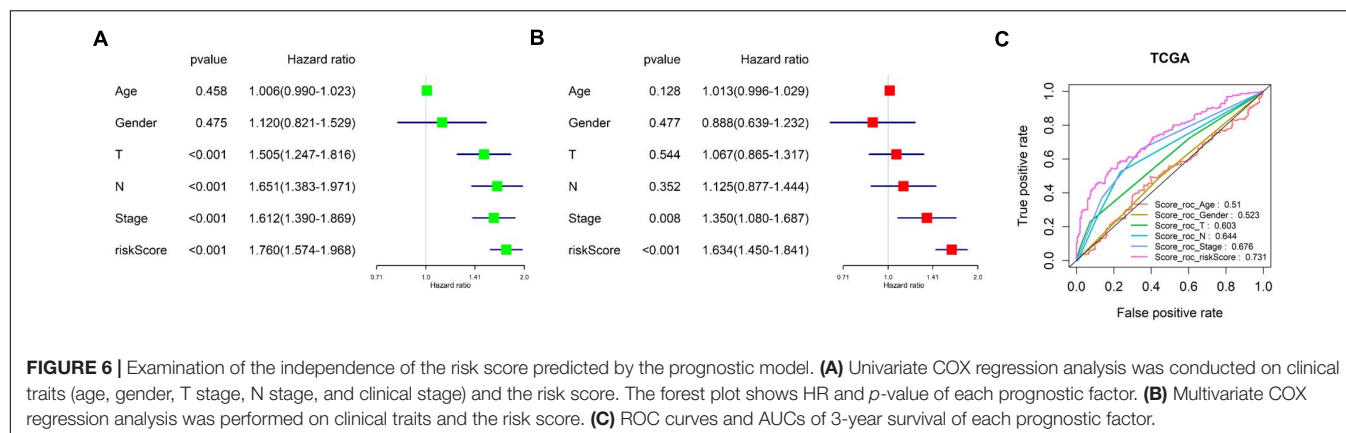 A
pvalue Hazard ratio
Age 0.458 1.006(0.990-1.023)
Gender 0.475 1.120(0.821-1.529)
T <0.001 1.505(1.247-1.816)
N <0.001 1.651(1.383-1.971)
Stage <0.001 1.612(1.390-1.869)
riskScore <0.001 1.760(1.574-1.968)
0.71 1.0 1.41 2.0
Hazard ratio
B
pvalue Hazard ratio
Age 0.128 1.013(0.996-1.029)
Gender 0.477 0.888(0.639-1.232)
T 0.544 1.067(0.865-1.317)
N 0.352 1.125(0.877-1.444)
Stage 0.008 1.350(1.080-1.687)
riskScore <0.001 1.634(1.450-1.841)
0.71 1.0 1.41 2.0
Hazard ratio
C
TCGA
True positive rate
1.0
0.8
0.6
0.4
0.2
0.0
Score_roc_Age : 0.51
Score_roc_Gender : 0.523
Score_roc_T : 0.603
Score_roc_N : 0.644
Score_roc_Stage : 0.676
Score_roc_riskScore : 0.731
0.0 0.2 0.4 0.6 0.8 1.0
False positive rate
FIGURE 6 | Examination of the independence of the risk score predicted by the prognostic model. (A) Univariate COX regression analysis was conducted on clinical
traits (age, gender, T stage, N stage, and clinical stage) and the risk score. The forest plot shows HR and p-value of each prognostic factor. (B) Multivariate COX
regression analysis was performed on clinical traits and the risk score. (C) ROC curves and AUCs of 3-year survival of each prognostic factor.